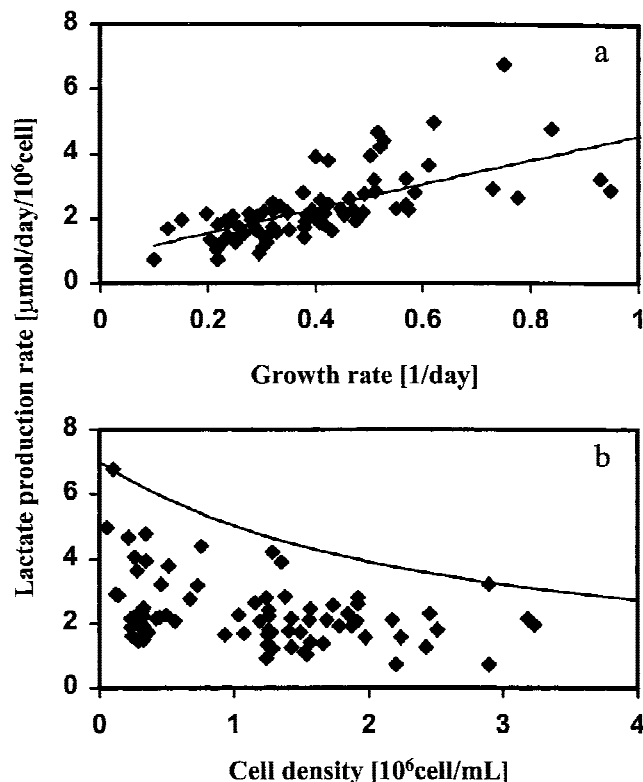 Lactate production rate [μmol/day/10⁶cell]
8
6
4
2
0
a
0 0.2 0.4 0.6 0.8 1
Growth rate [1/day]
8
6
4
2
0
b
0 1 2 3 4
Cell density [10⁶cell/mL]